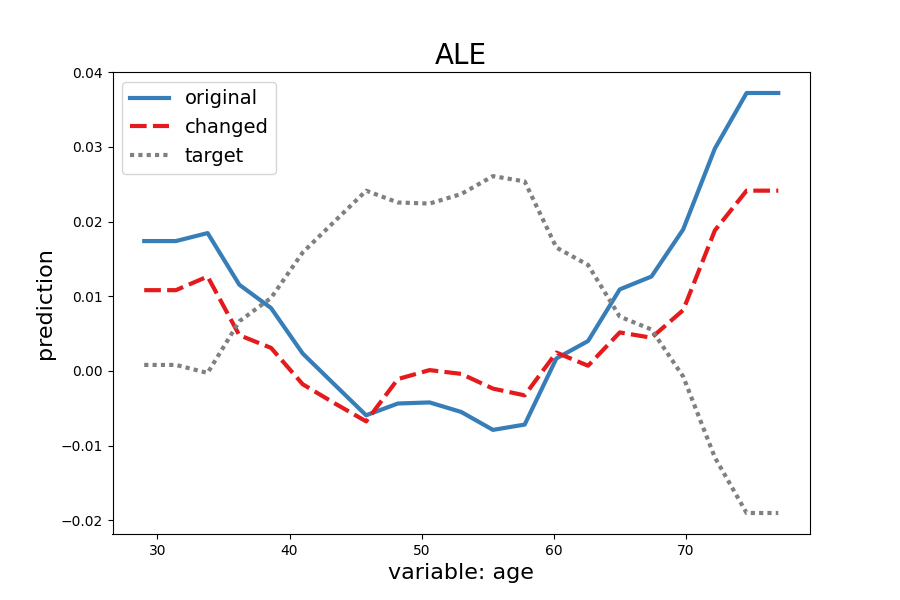 ALE
original
changed
target
0.04
0.03
0.02
0.01
0.00
−0.01
−0.02
prediction
30 40 50 60 70
variable: age